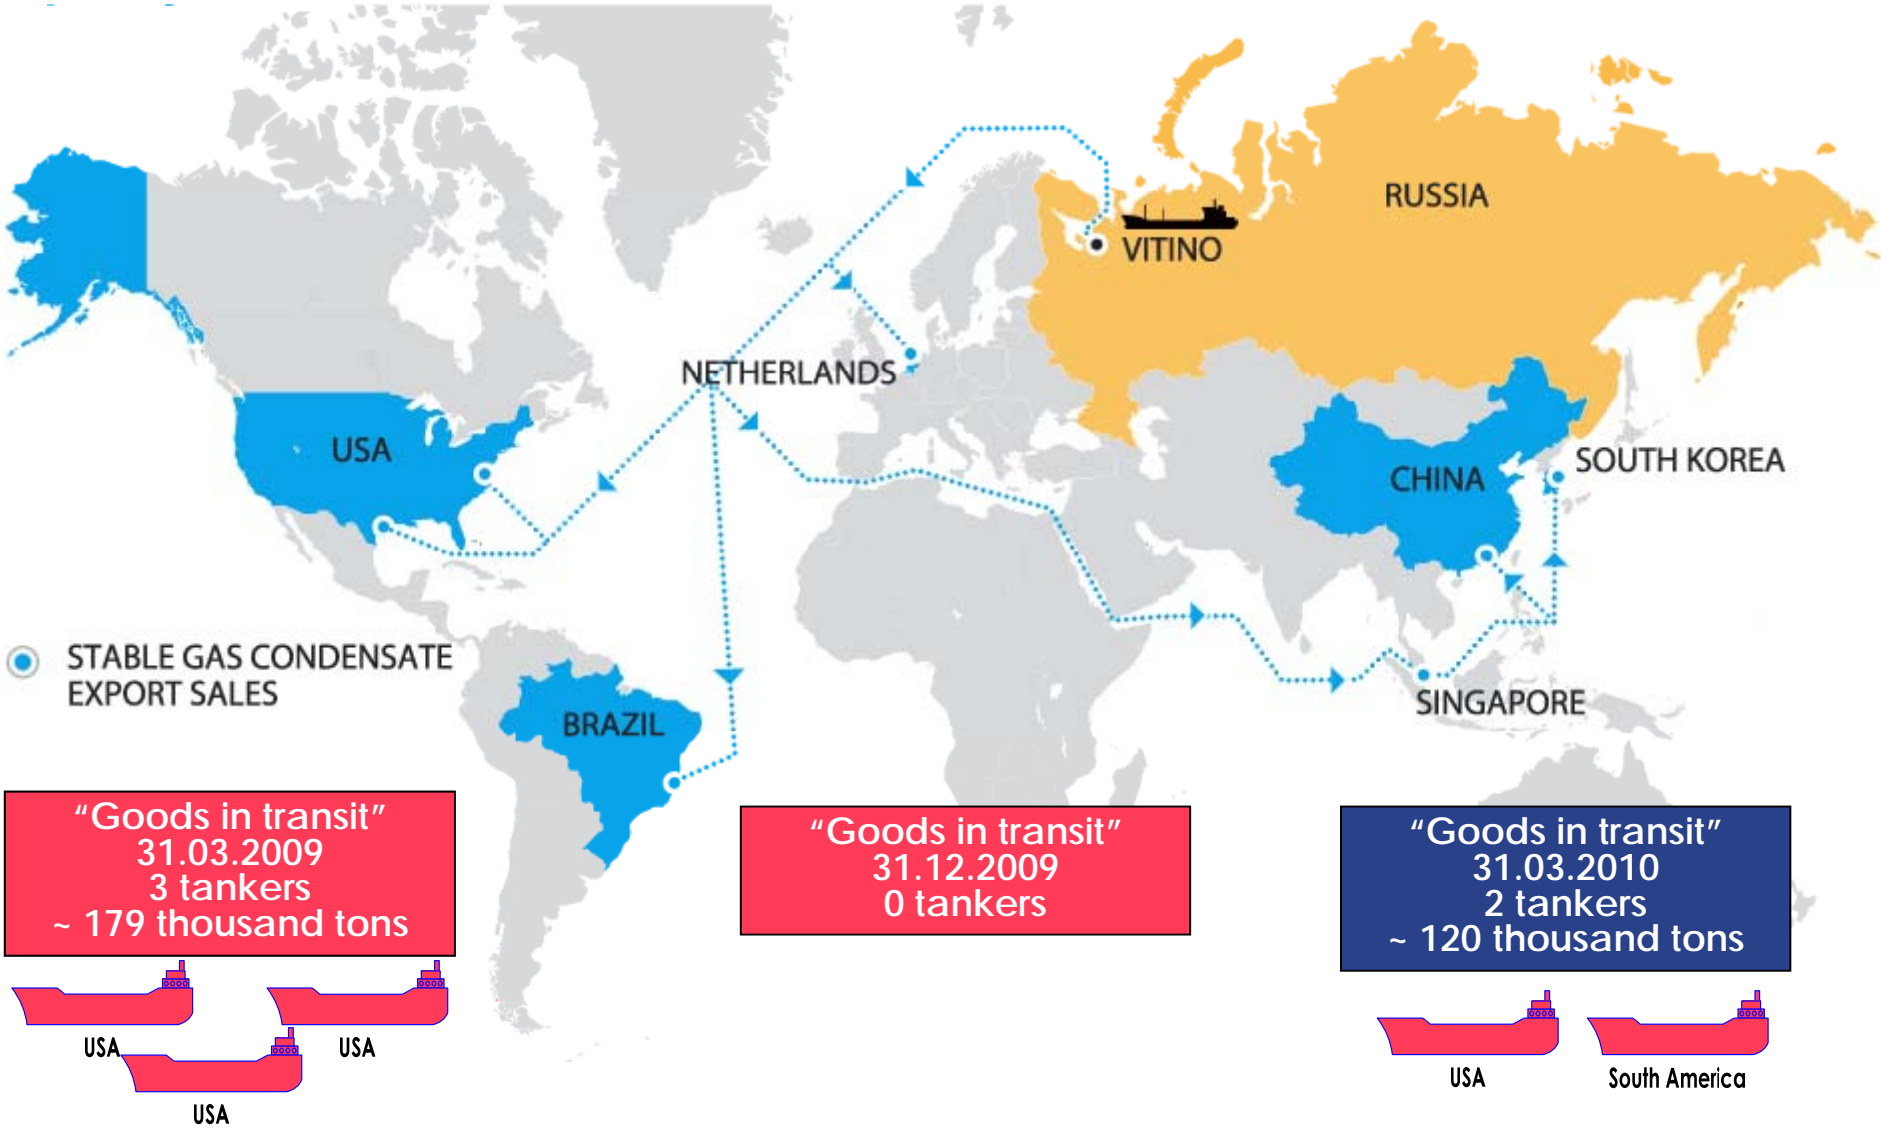 RUSSIA
VITINO
NETHERLANDS
USA
CHINA
SOUTH KOREA
SINGAPORE
BRAZIL
STABLE GAS CONDENSATE
EXPORT SALES
“Goods in transit”
31.03.2009
3 tankers
~ 179 thousand tons
USA
USA
USA
“Goods in transit”
31.12.2009
0 tankers
“Goods in transit”
31.03.2010
2 tankers
~ 120 thousand tons
USA
South America